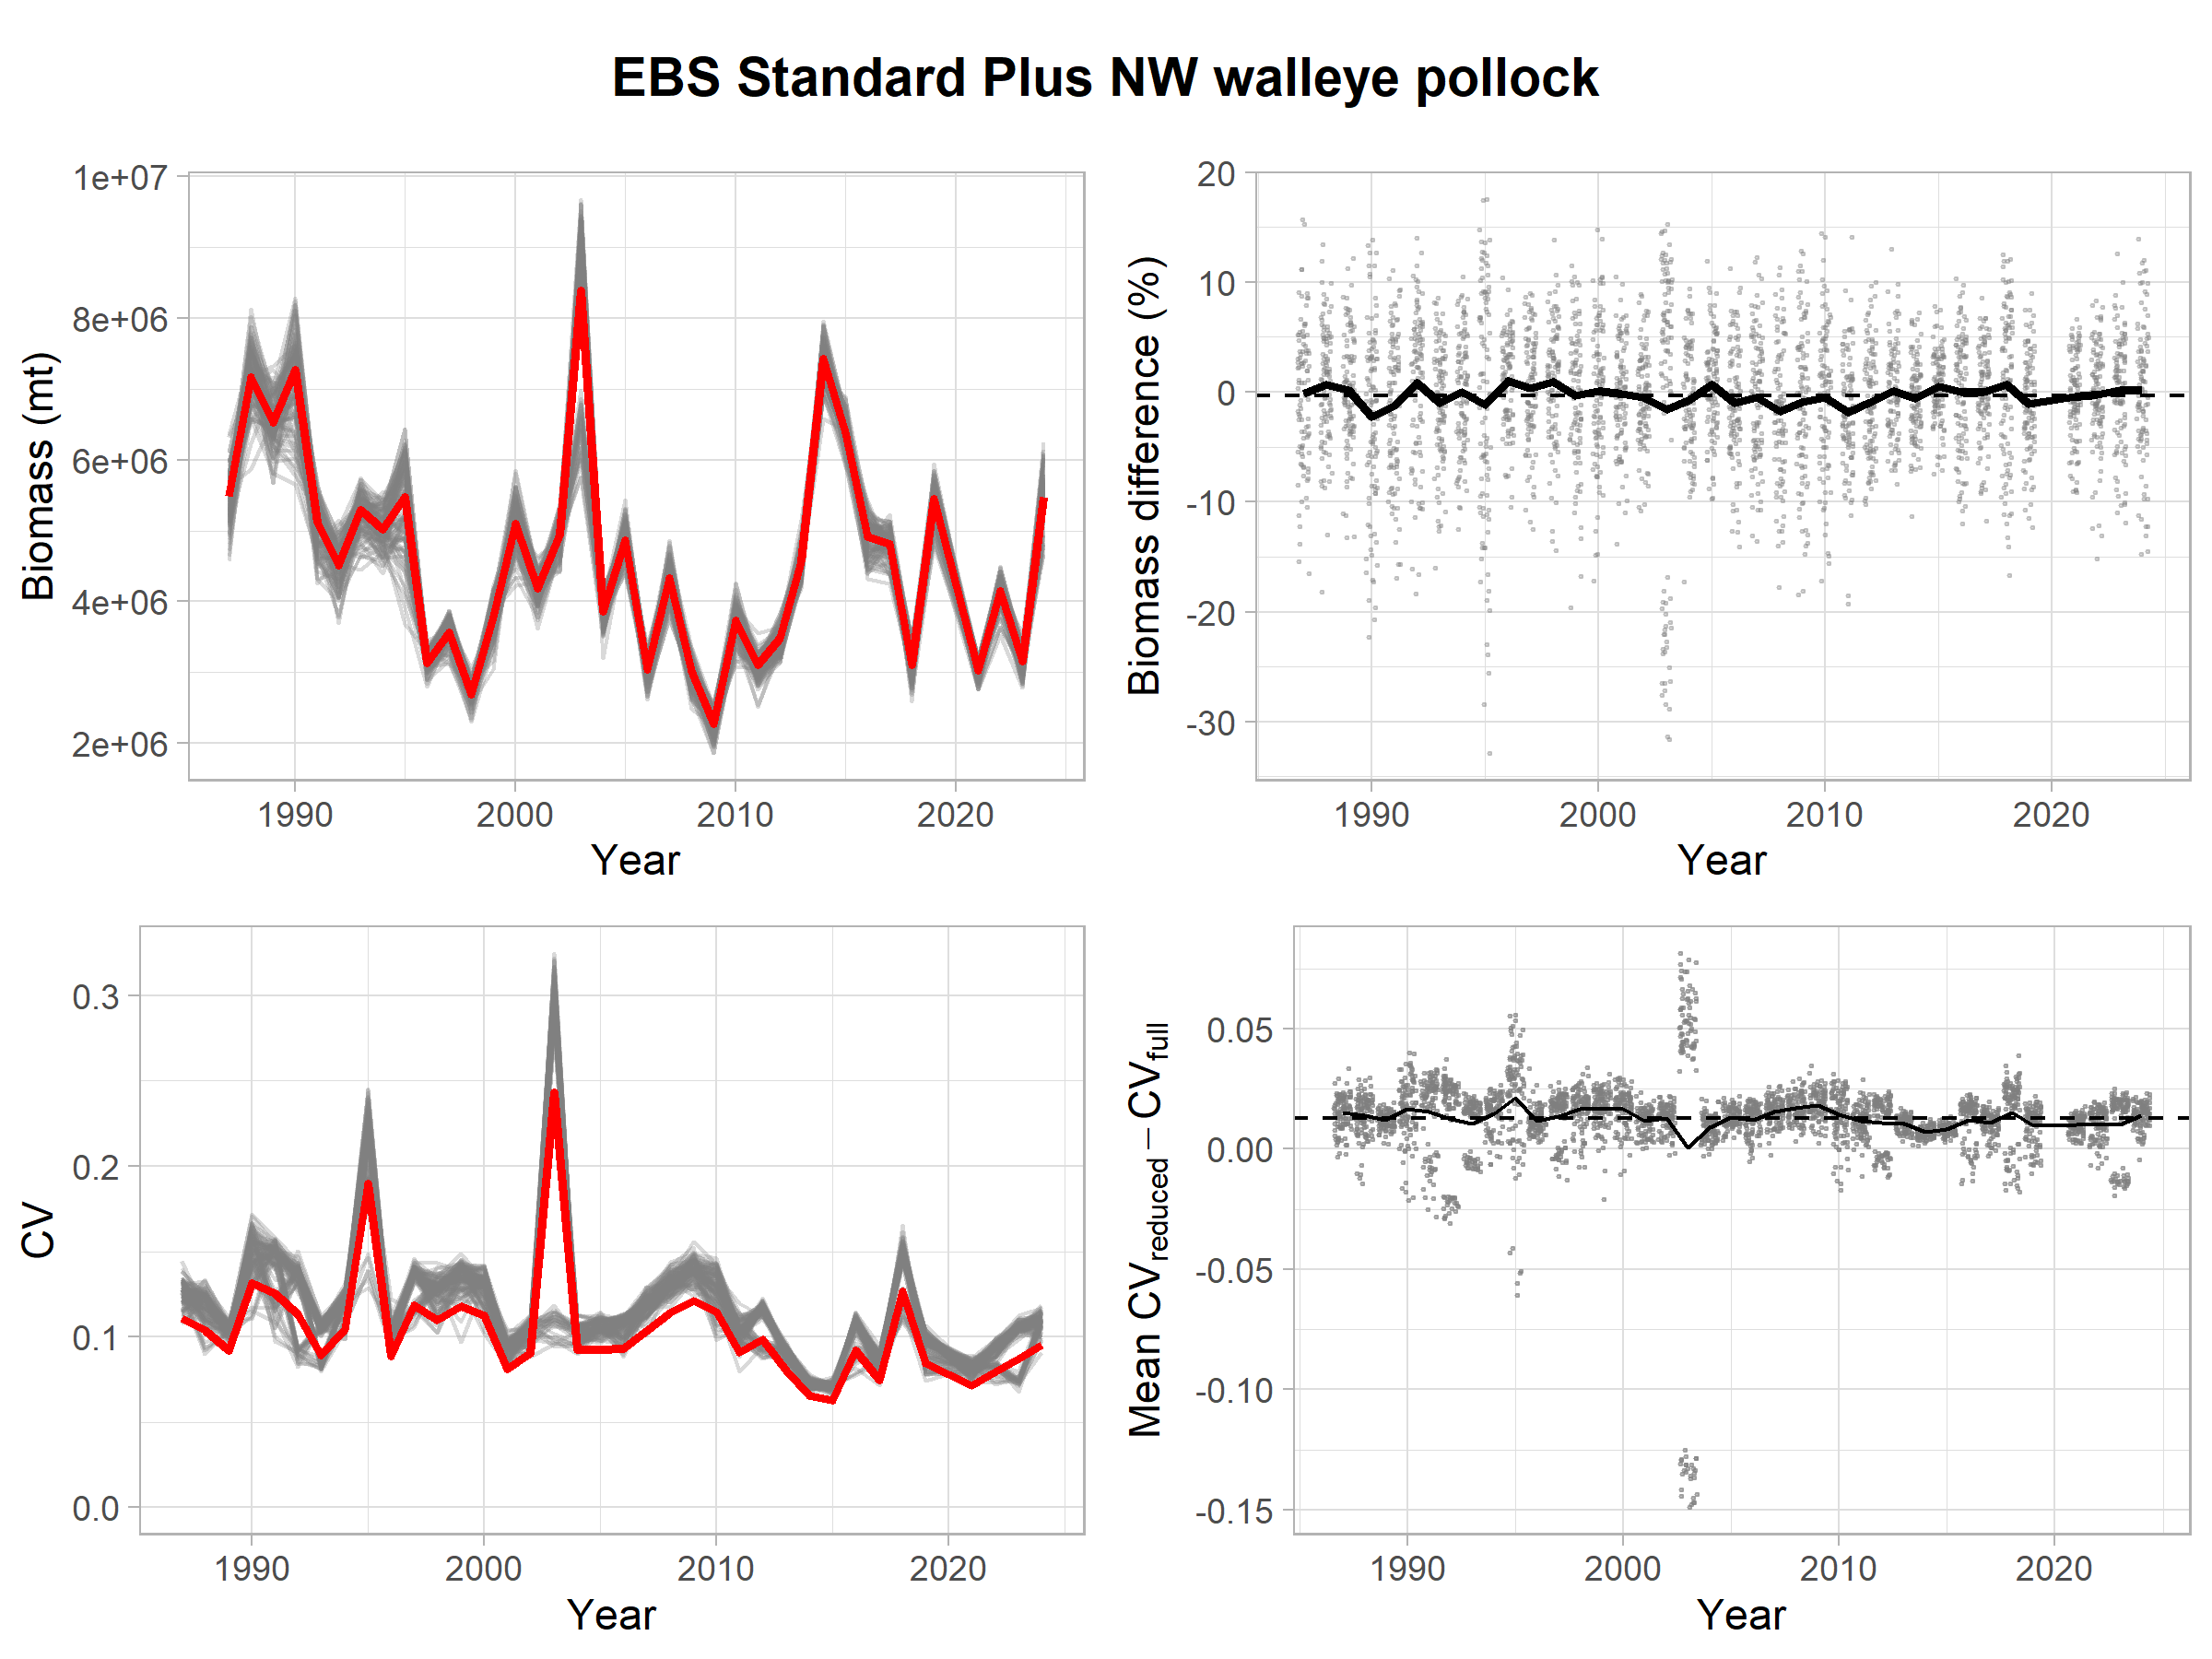 EBS Standard Plus NW walleye pollock
1e+07
8e+06
6e+06
4e+06
2e+06
Biomass (mt)
1990 2000 2010 2020
Year
20
10
0
-10
-20
-30
Biomass difference (%)
1990 2000 2010 2020
Year
0.3
0.2
0.1
0.0
CV
1990 2000 2010 2020
Year
0.05
0.00
-0.05
-0.10
-0.15
Mean CVreduced − CVfull
1990 2000 2010 2020
Year